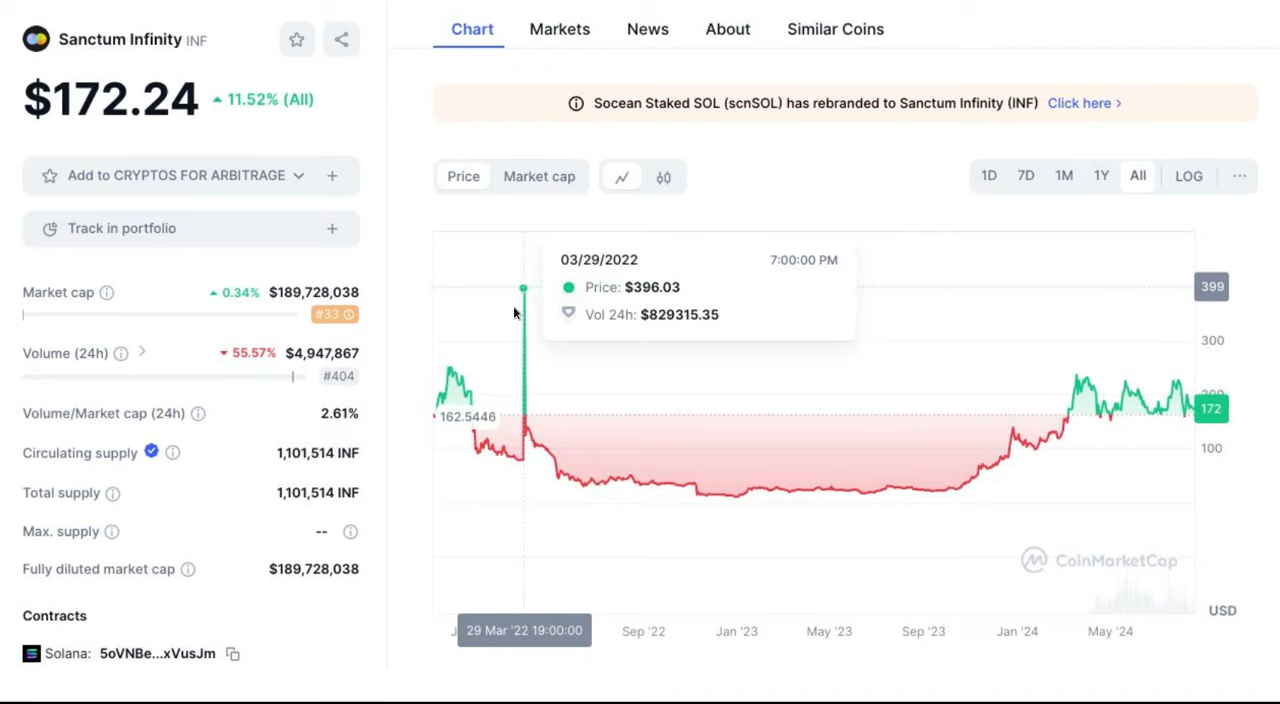 Sanctum Infinity INF
$172.24 11.52% (All)
Add to CRYPTOS FOR ARBITRAGE +
Track in portfolio +
Market cap 0.34% $189,728,038
#33
Volume (24h) 55.57% $4,947,867
#404
Volume/Market cap (24h) 2.61%
Circulating supply 1,101,514 INF
Total supply 1,101,514 INF
Max. supply --
Fully diluted market cap $189,728,038
Contracts
Solana: 5oVNBe...xVusJm
Chart Markets News About Similar Coins
Socean Staked SOL (scnSOL) has rebranded to Sanctum Infinity (INF) Click here >
Price Market cap 1D 7D 1M 1Y All LOG ...
03/29/2022 7:00:00 PM
Price: $396.03
Vol 24h: $829315.35
399
300
200
172
162.5446
100
CoinMarketCap
USD
29 Mar '22 19:00:00 Sep '22 Jan '23 May '23 Sep '23 Jan '24 May '24